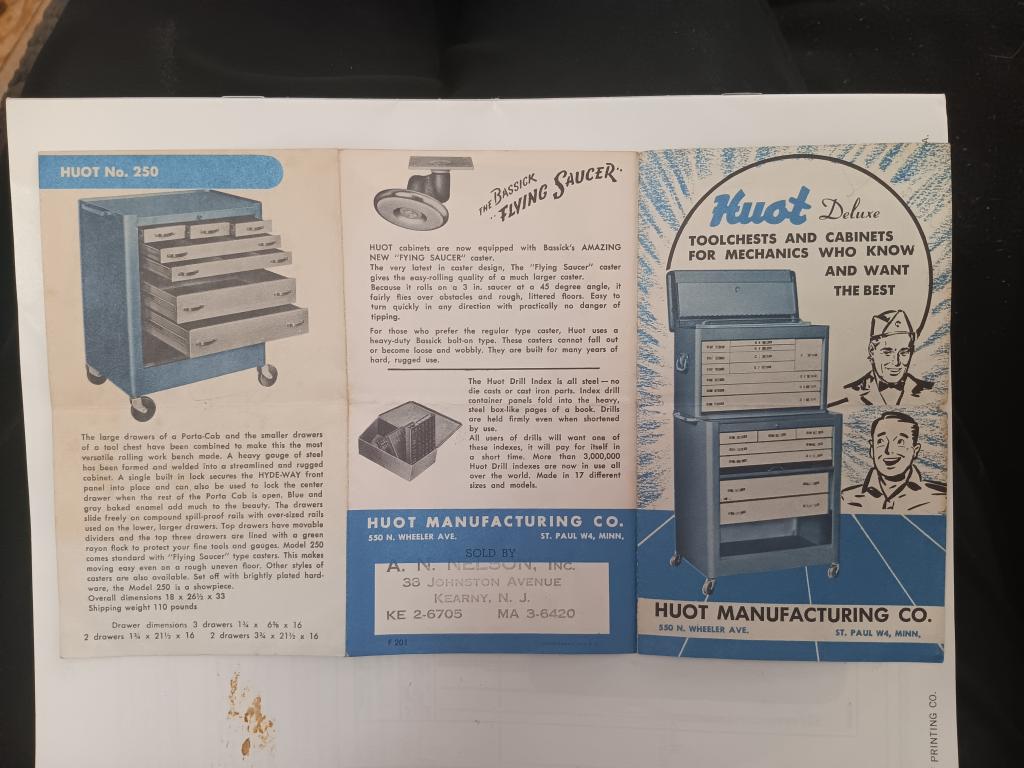 HUOT No. 250
The large drawers of a Porta-Cab and the smaller drawers
of a tool chest have been combined to make this the most
versatile rolling work bench made. A heavy gauge of steel
has been formed and welded into a streamlined and rugged
cabinet. A single built in lock secures the HYDE-WAY front
panel into place and can also be used to lock the center
drawer when the rest of the Porta Cab is open. Blue and
gray baked enamel add much to the beauty. The drawers
slide freely on compound spill-proof rails with over-sized rails
used on the lower, larger drawers. Top drawers have movable
dividers and the top three drawers are lined with a green
rayon flock to protect your fine tools and gauges. Model 250
comes standard with "Flying Saucer" type casters. This makes
moving easy even on a rough uneven floor. Other styles of
casters are also available. Set off with brightly plated hard-
ware, the Model 250 is a showpiece.
Overall dimensions 18 x 26½ x 33
Shipping weight 110 pounds
Drawer dimensions 3 drawers 1¾ x 6⅝ x 16
2 drawers 1¾ x 21½ x 16 2 drawers 3¾ x 21½ x 16
THE BASSICK
"FLYING SAUCER"
HUOT cabinets are now equipped with Bassick's AMAZING
NEW "FYING SAUCER" caster.
The very latest in caster design, The "Flying Saucer" caster
gives the easy-rolling quality of a much larger caster.
Because it rolls on a 3 in. saucer at a 45 degree angle, it
fairly flies over obstacles and rough, littered floors. Easy to
turn quickly in any direction with practically no danger of
tipping.
For those who prefer the regular type caster, Huot uses a
heavy-duty Bassick bolt-on type. These casters cannot fall out
or become loose and wobbly. They are built for many years of
hard, rugged use.
The Huot Drill Index is all steel — no
die casts or cast iron parts. Index drill
container panels fold into the heavy,
steel box-like pages of a book. Drills
are held firmly even when shortened
by use.
All users of drills will want one of
these indexes, it will pay for itself in
a short time. More than 3,000,000
Huot Drill indexes are now in use all
over the world. Made in 17 different
sizes and models.
HUOT MANUFACTURING CO.
550 N. WHEELER AVE. ST. PAUL W4, MINN.
SOLD BY
A. N. NELSON, INC.
38 JOHNSTON AVENUE
KEARNY, N. J.
KE 2-6705 MA 3-6420
F 201
Huot Deluxe
TOOLCHESTS AND CABINETS
FOR MECHANICS WHO KNOW
AND WANT
THE BEST
HUOT MANUFACTURING CO.
550 N. WHEELER AVE. ST. PAUL W4, MINN.
PRINTING CO.